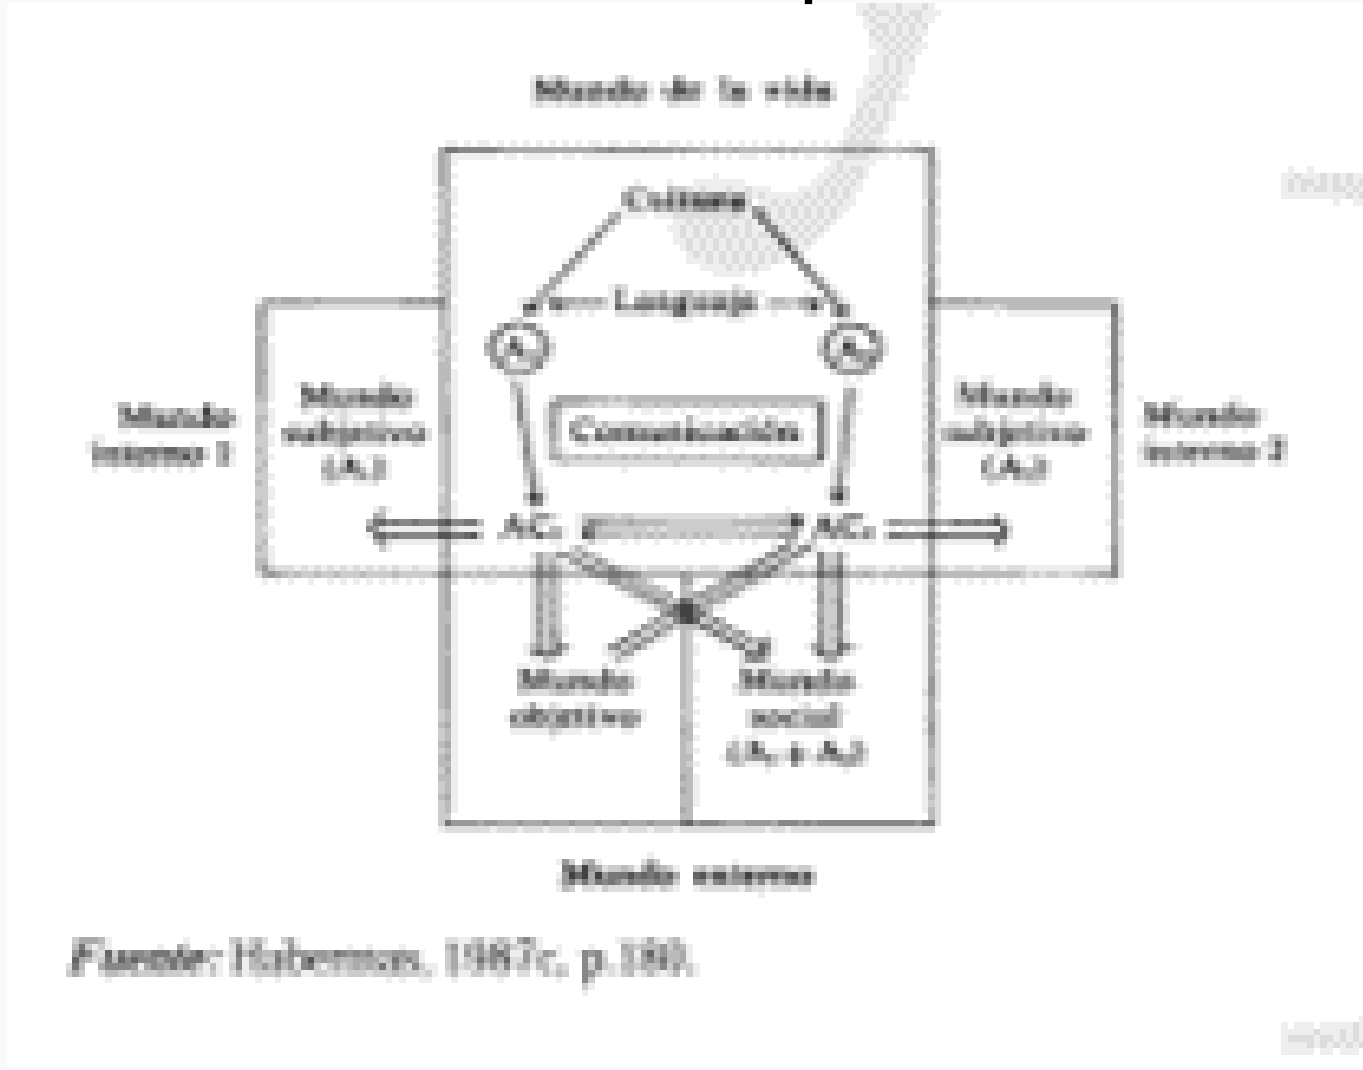 Mundo de la vida
Cultura
Lenguaje
A₁
A₂
Mundo
interno 1
Mundo
subjetivo
(A₁)
Comunicación
Mundo
subjetivo
(A₂)
Mundo
interno 2
AC₁
AC₂
Mundo
objetivo
Mundo
social
(A₁ + A₂)
Mundo externo
Fuente: Habermas, 1987c, p.180.